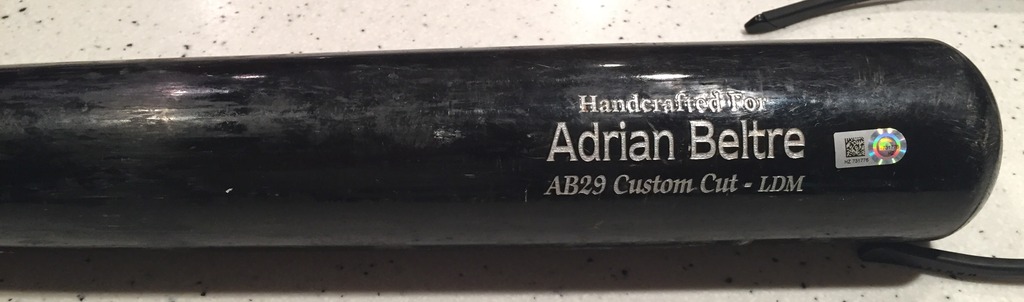 Handcrafted For
Adrian Beltre
AB29 Custom Cut - LDM